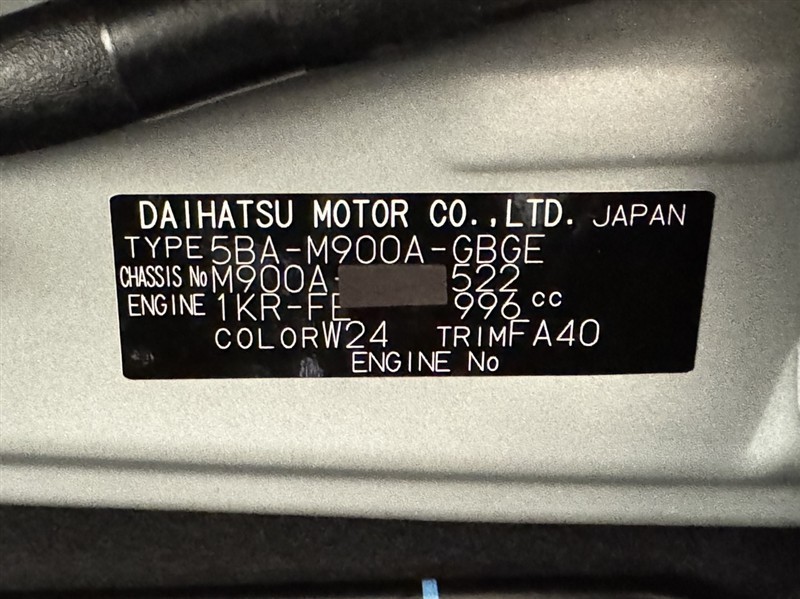 DAIHATSU MOTOR CO.,LTD. JAPAN
TYPE 5BA-M900A-GBGE
CHASSIS No M900A- 522
ENGINE 1KR-FE 996 cc
COLOR W24 TRIM FA40
ENGINE No